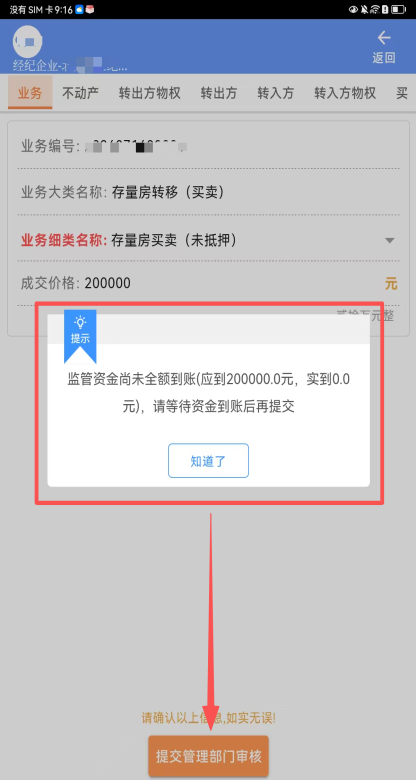 没有 SIM 卡 9:16
经纪企业-
返回
业务 不动产 转出方物权 转出方 转入方 转入方物权 买
业务编号:
业务大类名称: 存量房转移（买卖）
业务细类名称: 存量房买卖（未抵押）
成交价格: 200000 元
贰拾万元整
提示
监管资金尚未全额到账(应到200000.0元，实到0.0
元)，请等待资金到账后再提交
知道了
请确认以上信息,如实无误!
提交管理部门审核